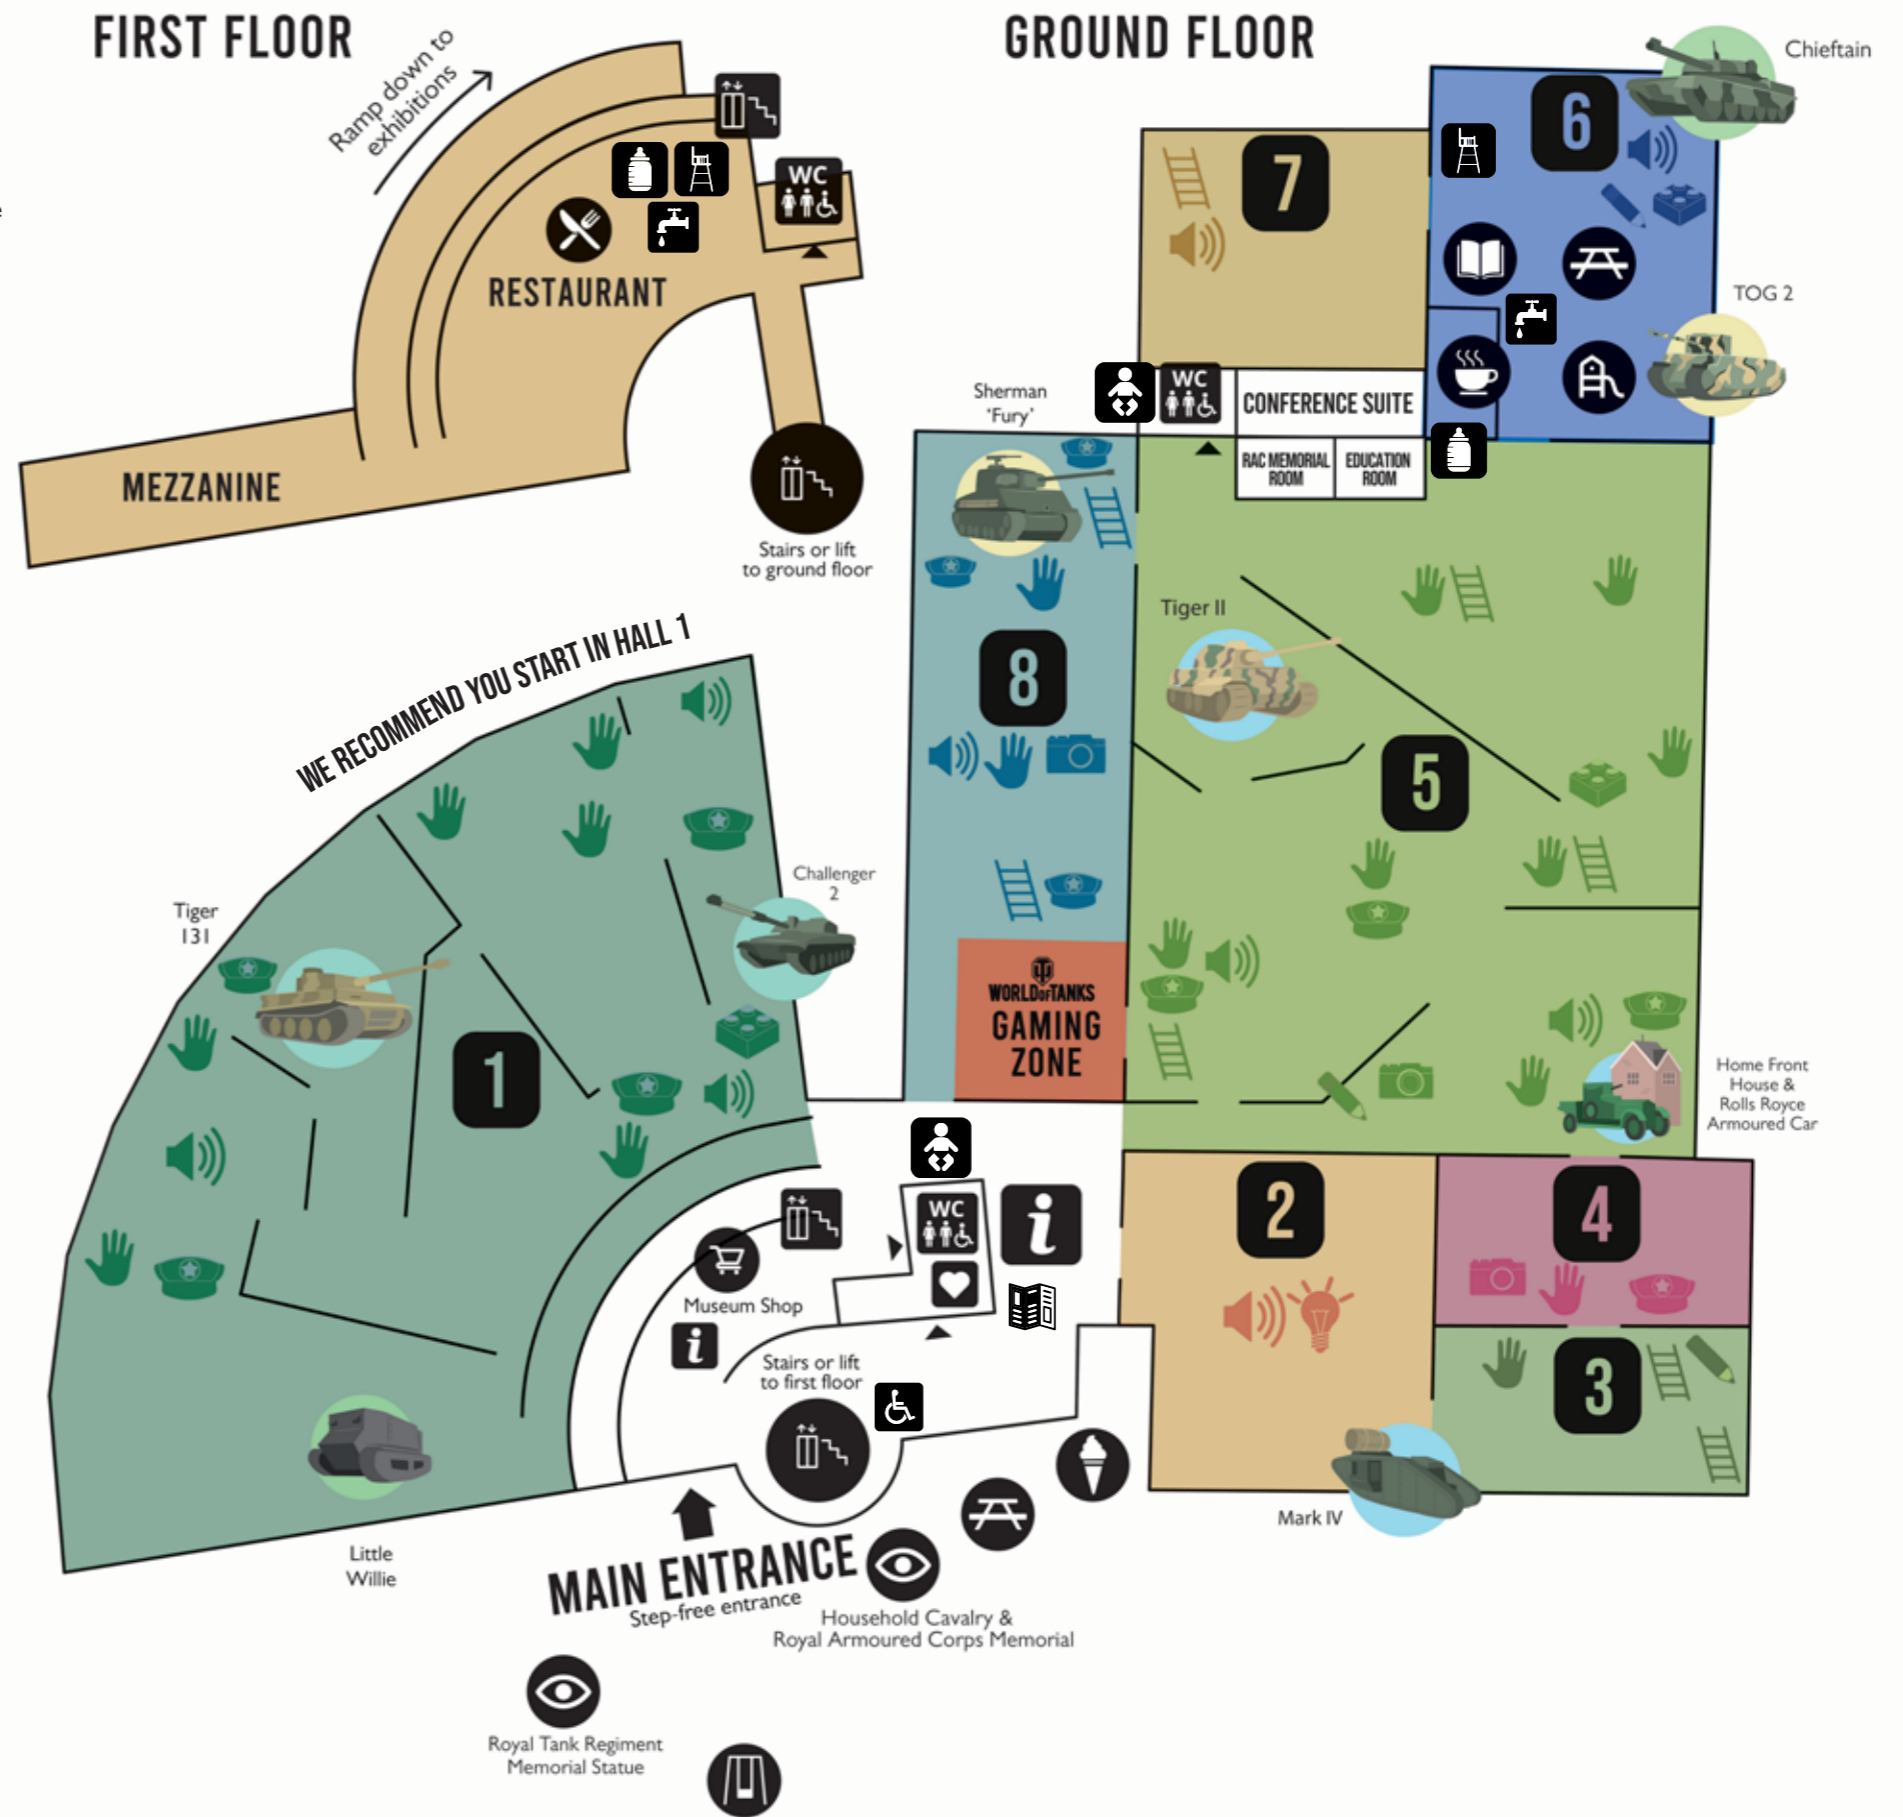 FIRST FLOOR
Ramp down to
exhibitions
WC
RESTAURANT
MEZZANINE
Stairs or lift
to ground floor
GROUND FLOOR
Chieftain
6
7
TOG 2
WC
CONFERENCE SUITE
RAC MEMORIAL
ROOM
EDUCATION
ROOM
Sherman
'Fury'
8
Tiger II
5
WORLD OF TANKS
GAMING
ZONE
Home Front
House &
Rolls Royce
Armoured Car
WE RECOMMEND YOU START IN HALL 1
Challenger
2
Tiger
131
1
2
4
3
Mark IV
WC
i
Museum Shop
i
Stairs or lift
to first floor
Little
Willie
MAIN ENTRANCE
Step-free entrance
Household Cavalry &
Royal Armoured Corps Memorial
Royal Tank Regiment
Memorial Statue